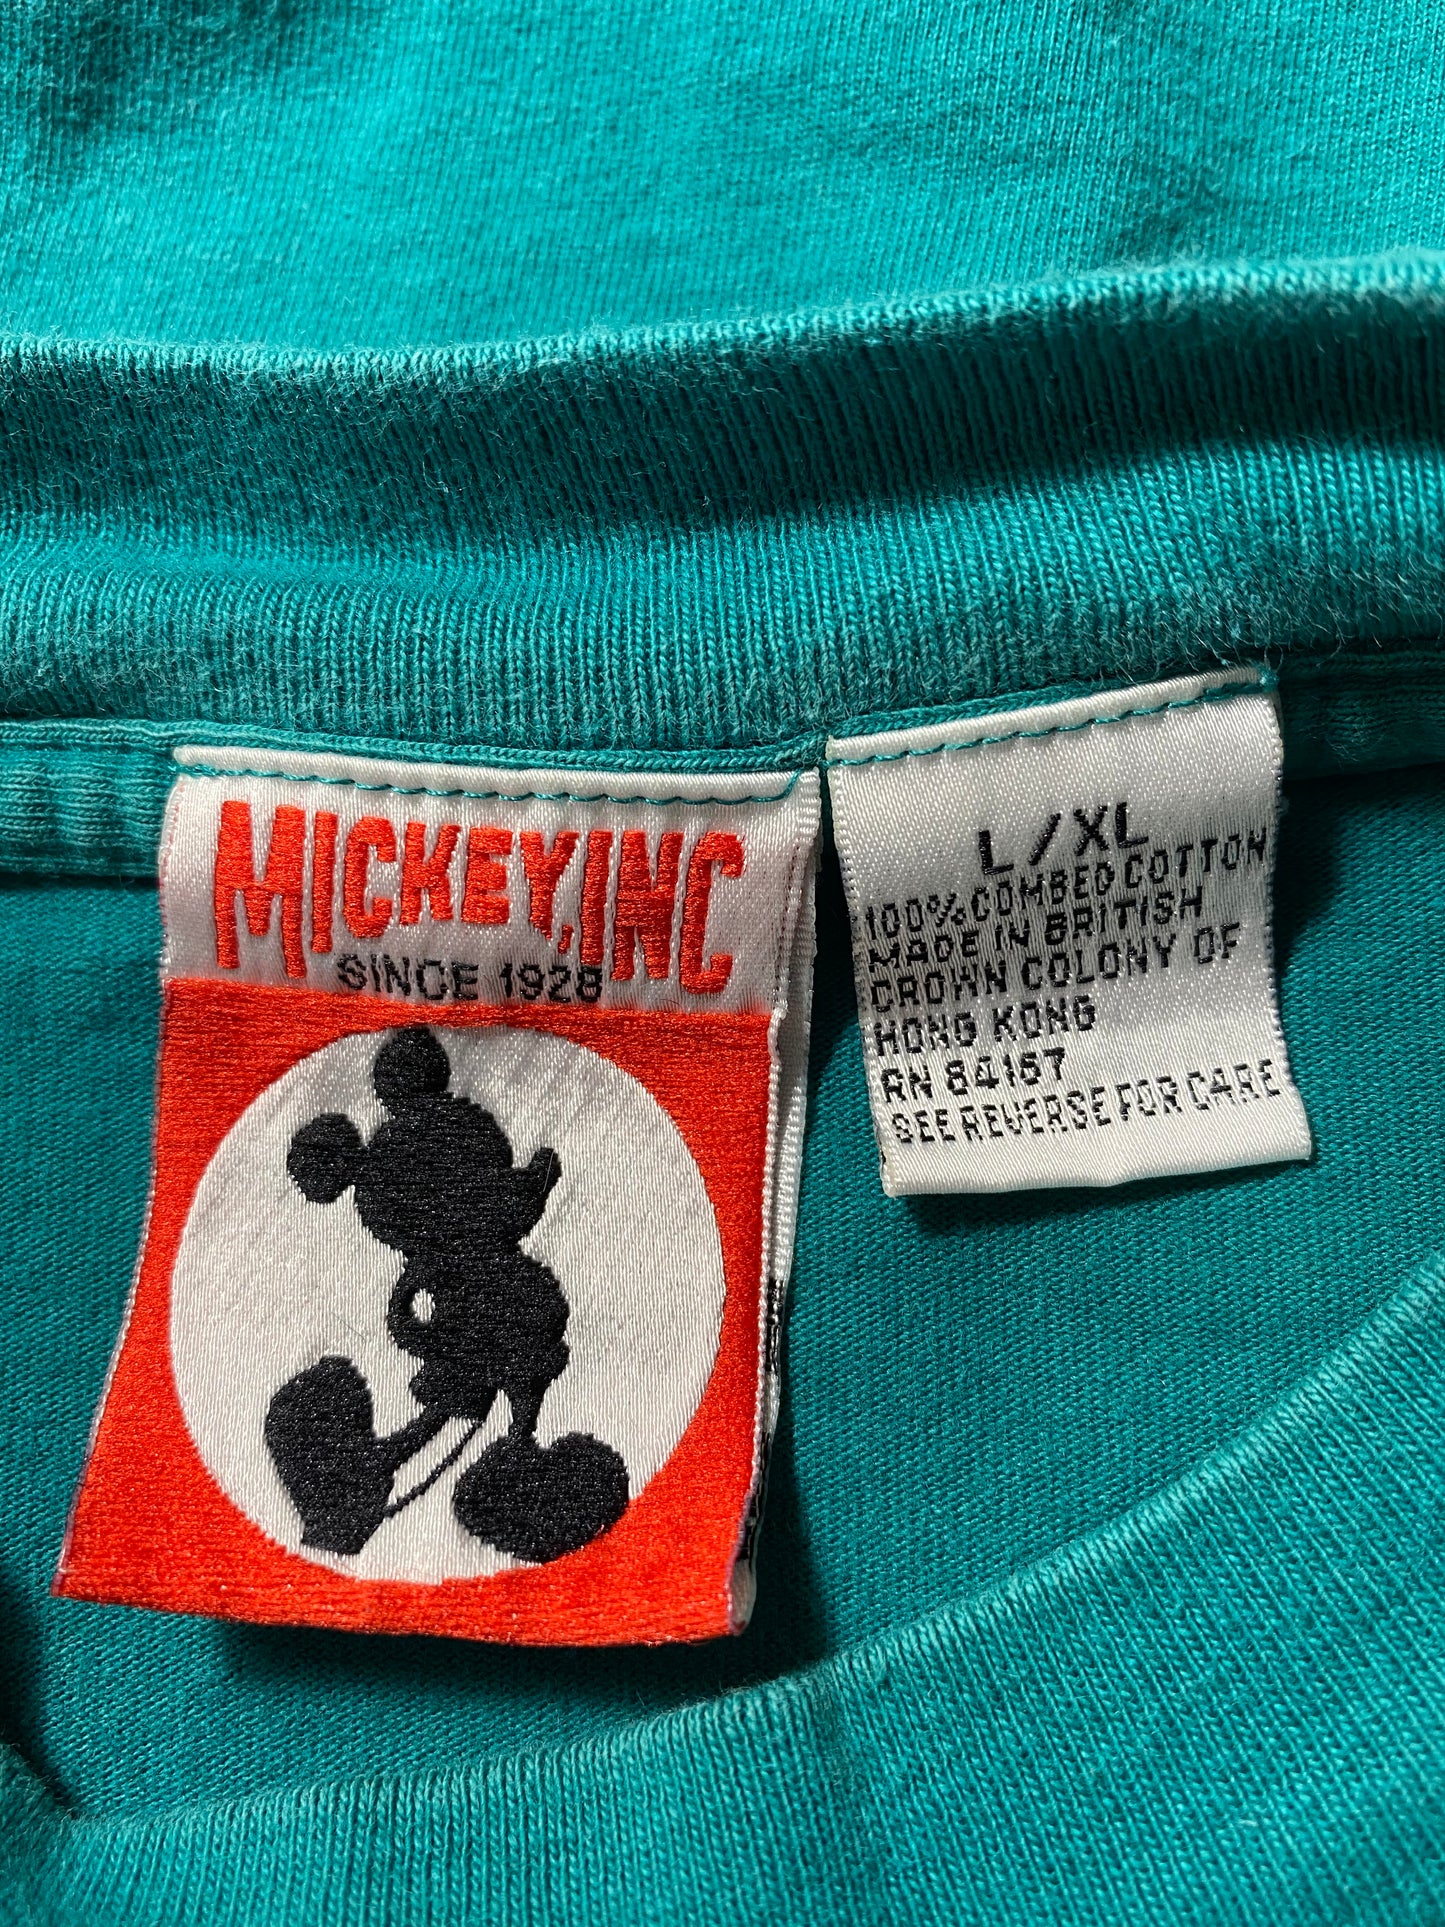 MICKEY, INC
SINCE 1928
L/XL
100% COMBED COTTON
MADE IN BRITISH
CROWN COLONY OF
HONG KONG
RN 84167
SEE REVERSE FOR CARE